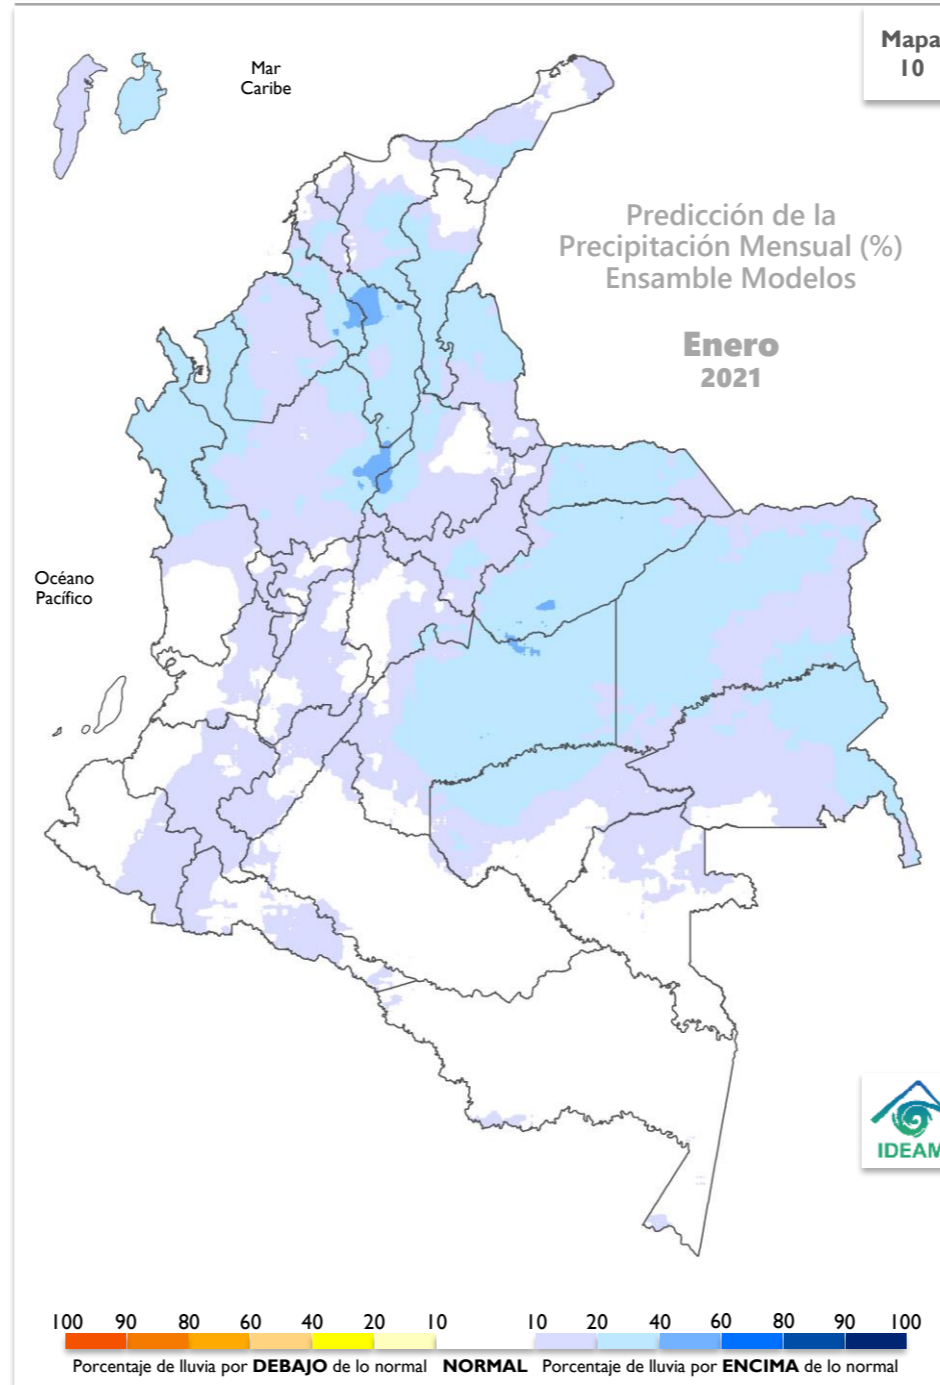 Mapa
10
Mar
Caribe
Predicción de la
Precipitación Mensual (%)
Ensamble Modelos
Enero
2021
Océano
Pacífico
IDEAM
100 90 80 60 40 20 10 10 20 40 60 80 90 100
Porcentaje de lluvia por DEBAJO de lo normal NORMAL Porcentaje de lluvia por ENCIMA de lo normal